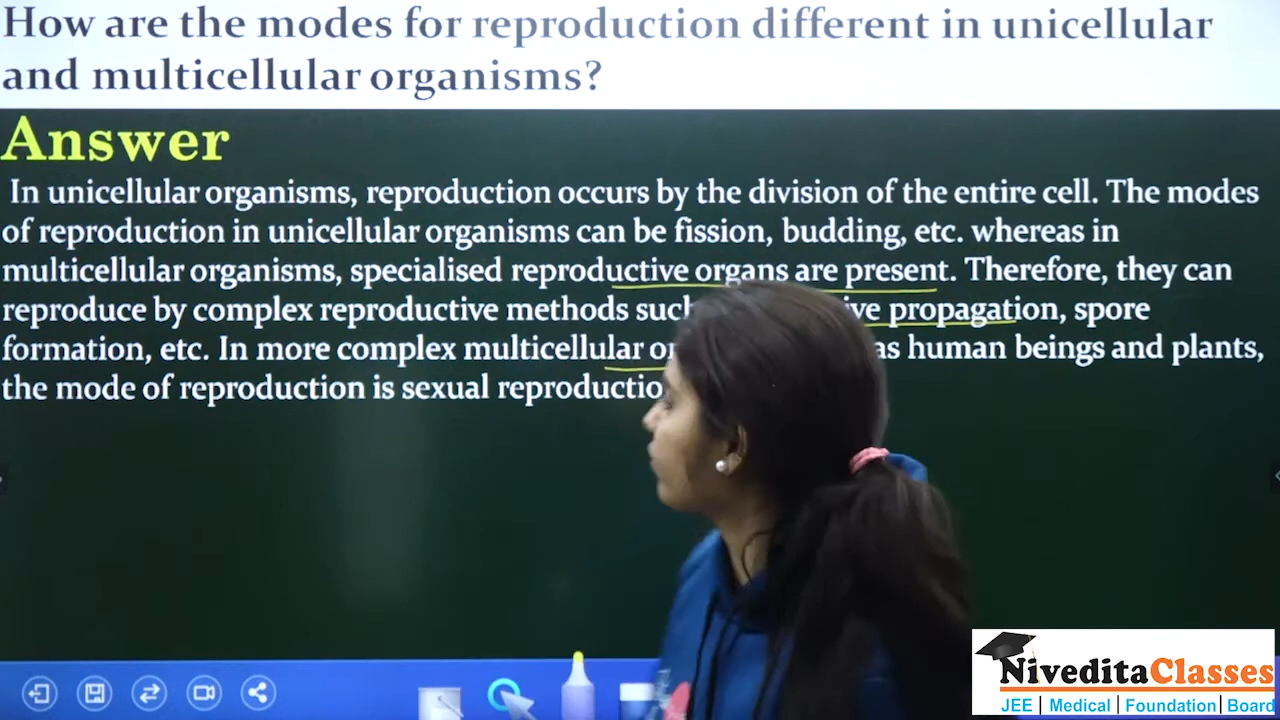 How are the modes for reproduction different in unicellular
and multicellular organisms?
Answer
In unicellular organisms, reproduction occurs by the division of the entire cell. The modes
of reproduction in unicellular organisms can be fission, budding, etc. whereas in
multicellular organisms, specialised reproductive organs are present. Therefore, they can
reproduce by complex reproductive methods such propagation, spore
formation, etc. In more complex multicellular as human beings and plants,
the mode of reproduction is sexual
NiveditaClasses
JEE | Medical | Foundation | Board